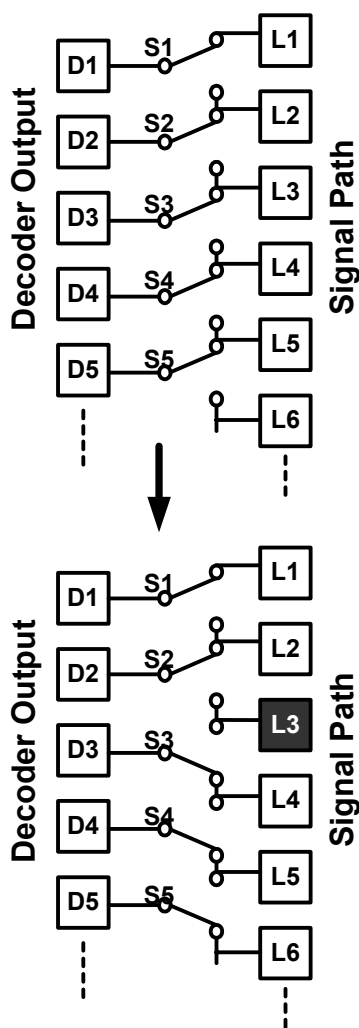 Decoder Output
Signal Path
D1 S1 L1
D2 S2 L2
D3 S3 L3
D4 S4 L4
D5 S5 L5
L6
Decoder Output
Signal Path
D1 S1 L1
D2 S2 L2
L3
D3 S3 L4
D4 S4 L5
D5 S5 L6